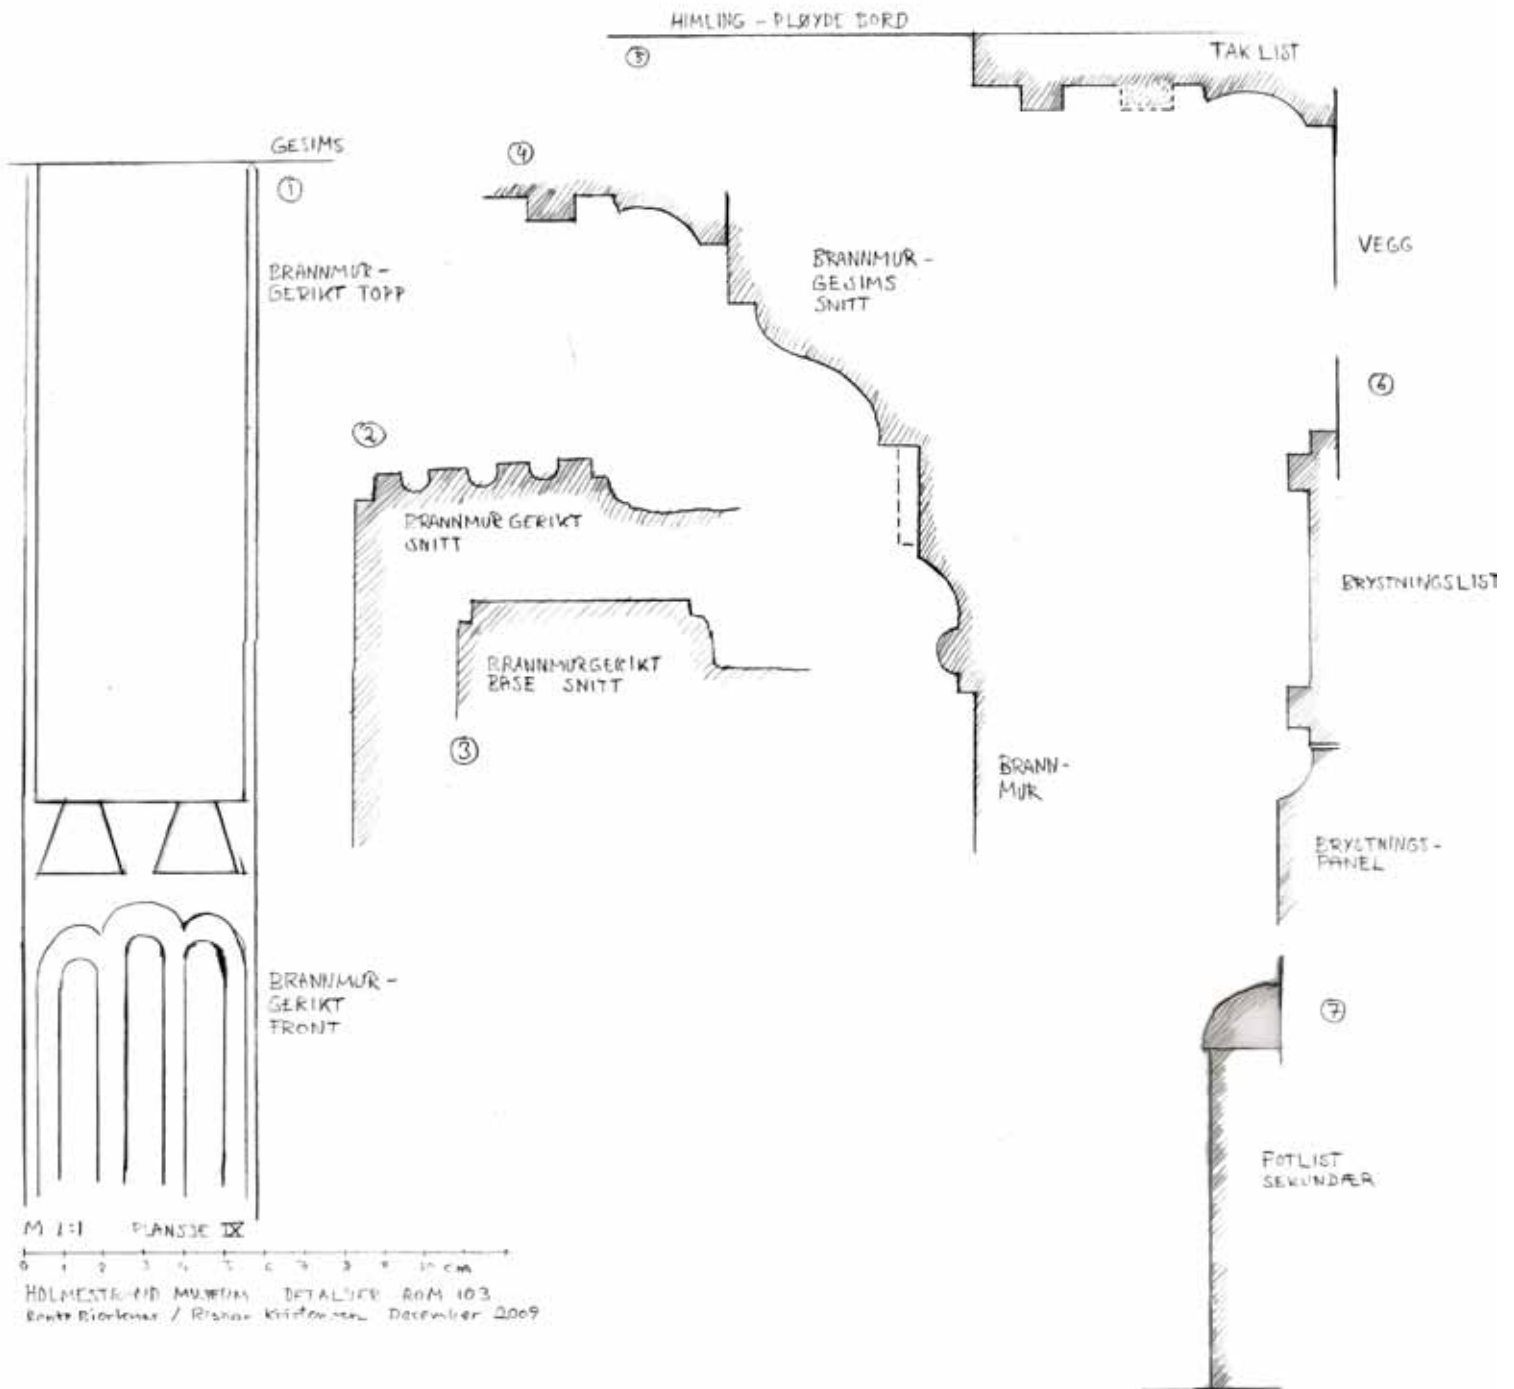 HIMLING - PLØYDE BORD
5
TAK LIST
GESIMS
1
4
BRANNMUR-
GERIKT TOPP
BRANNMUR-
GESIMS
SNITT
VEGG
6
2
BRANNMUR GERIKT
SNITT
BRYSTNINGSLIST
BRANNMURGERIKT
BASE SNITT
3
BRANN-
MUR
BRYSTNINGS-
PANEL
BRANNMUR-
GERIKT
FRONT
7
FOTLIST
SEKUNDÆR
M 1:1 PLANSJE IX
0 1 2 3 4 5 6 7 8 9 10 cm
HOLMESTRAND MUSEUM DETALJER ROM 103
/ Kristensen December 2009